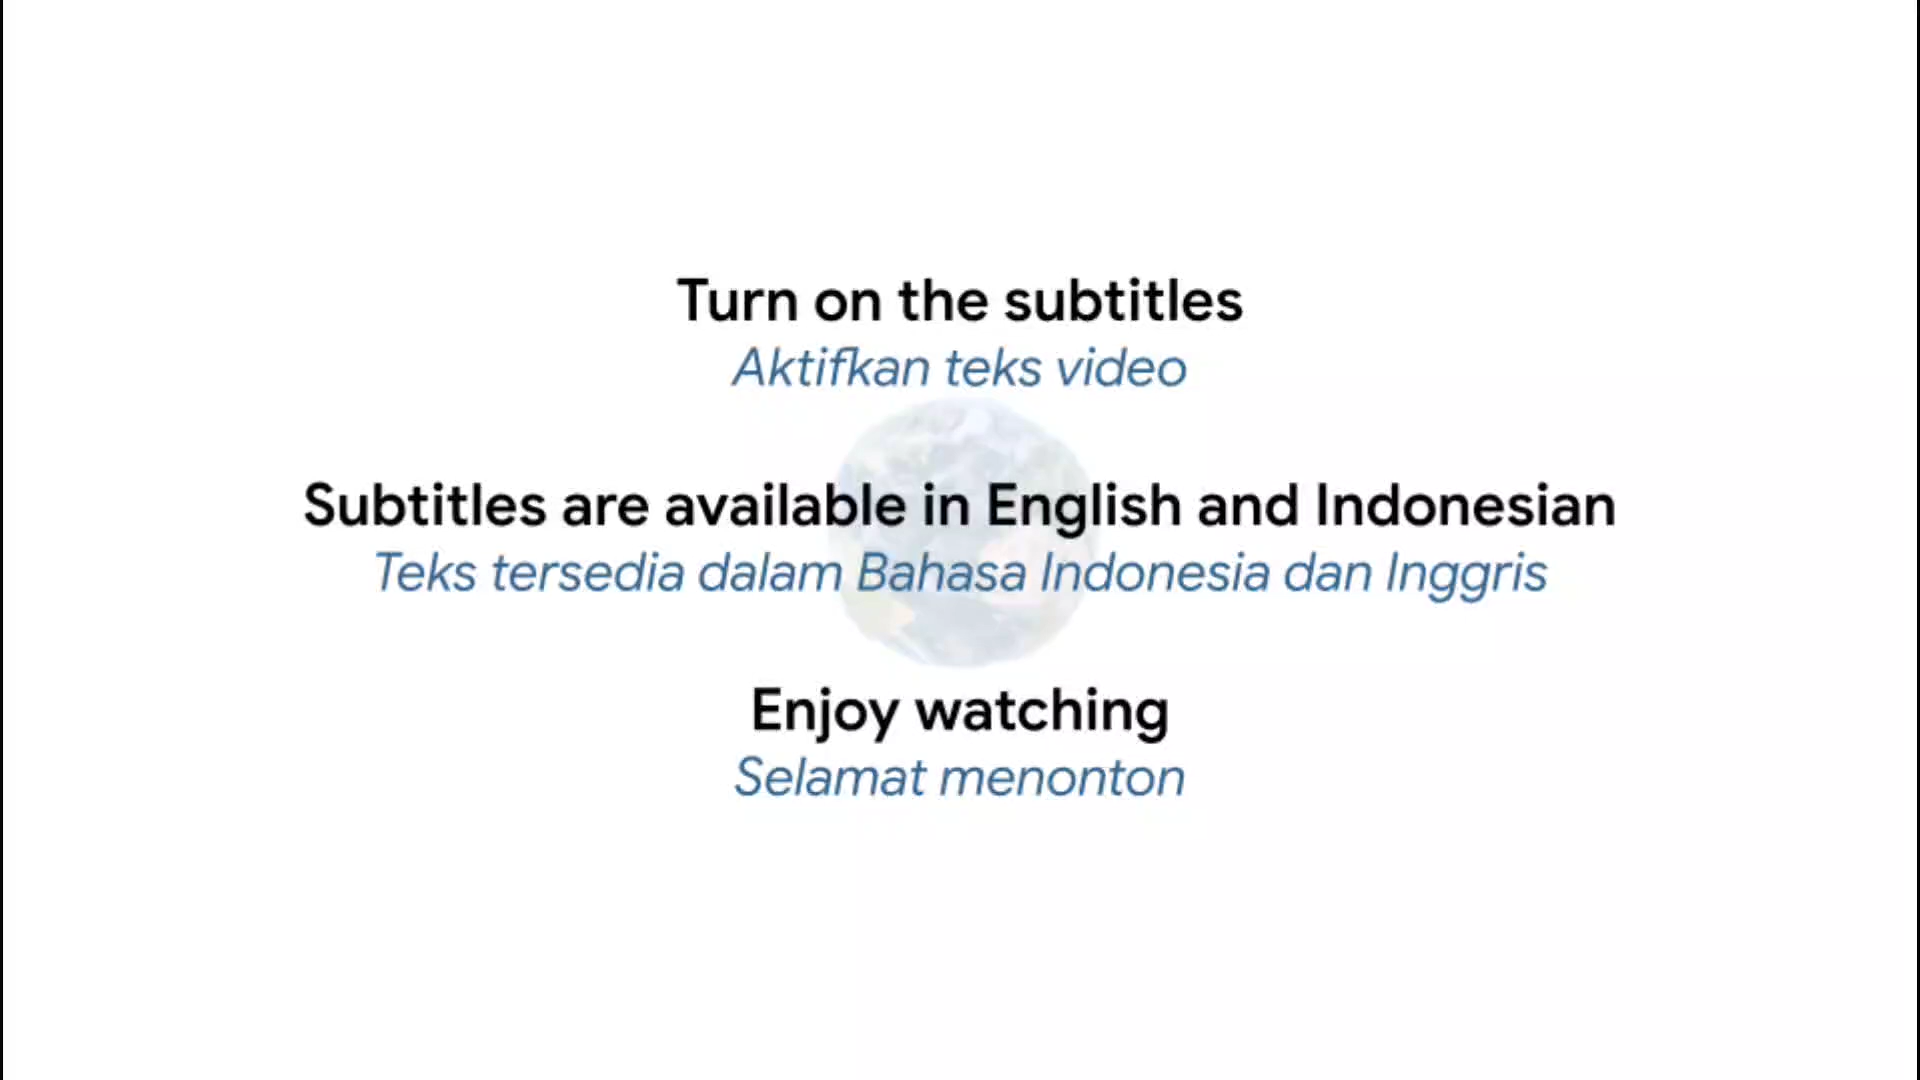 Turn on the subtitles
Aktifkan teks video
Subtitles are available in English and Indonesian
Teks tersedia dalam Bahasa Indonesia dan Inggris
Enjoy watching
Selamat menonton